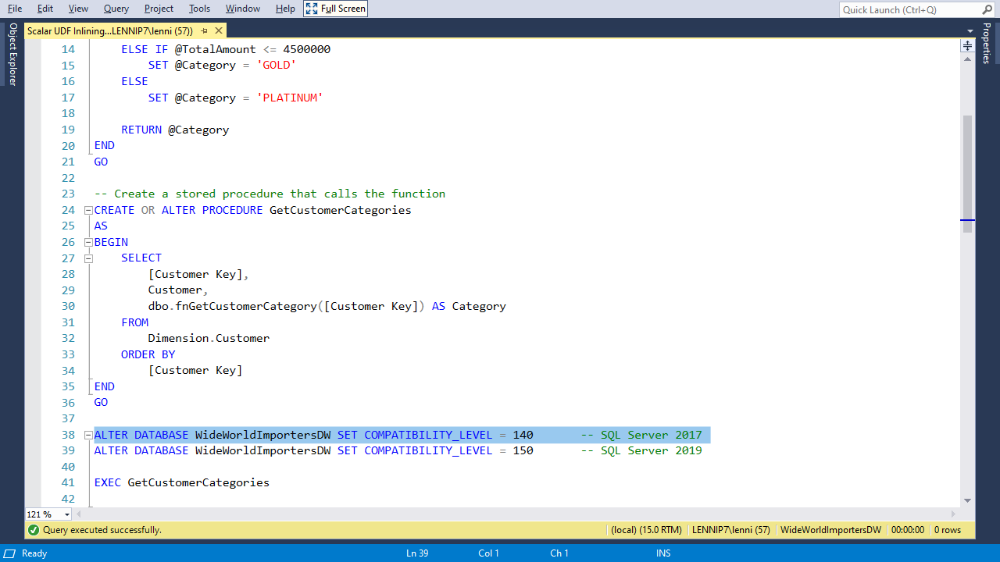 File Edit View Query Project Tools Window Help Full Screen Quick Launch (Ctrl+Q)
Scalar UDF Inlining...LENNIP7\lenni (57))
Object Explorer
Properties
14 ELSE IF @TotalAmount <= 4500000
15 SET @Category = 'GOLD'
16 ELSE
17 SET @Category = 'PLATINUM'
18
19 RETURN @Category
20 END
21 GO
22
23 -- Create a stored procedure that calls the function
24 CREATE OR ALTER PROCEDURE GetCustomerCategories
25 AS
26 BEGIN
27 SELECT
28 [Customer Key],
29 Customer,
30 dbo.fnGetCustomerCategory([Customer Key]) AS Category
31 FROM
32 Dimension.Customer
33 ORDER BY
34 [Customer Key]
35 END
36 GO
37
38 ALTER DATABASE WideWorldImportersDW SET COMPATIBILITY_LEVEL = 140 -- SQL Server 2017
39 ALTER DATABASE WideWorldImportersDW SET COMPATIBILITY_LEVEL = 150 -- SQL Server 2019
40
41 EXEC GetCustomerCategories
42
121 %
Query executed successfully. (local) (15.0 RTM) LENNIP7\lenni (57) WideWorldImportersDW 00:00:00 0 rows
Ready Ln 39 Col 1 Ch 1 INS